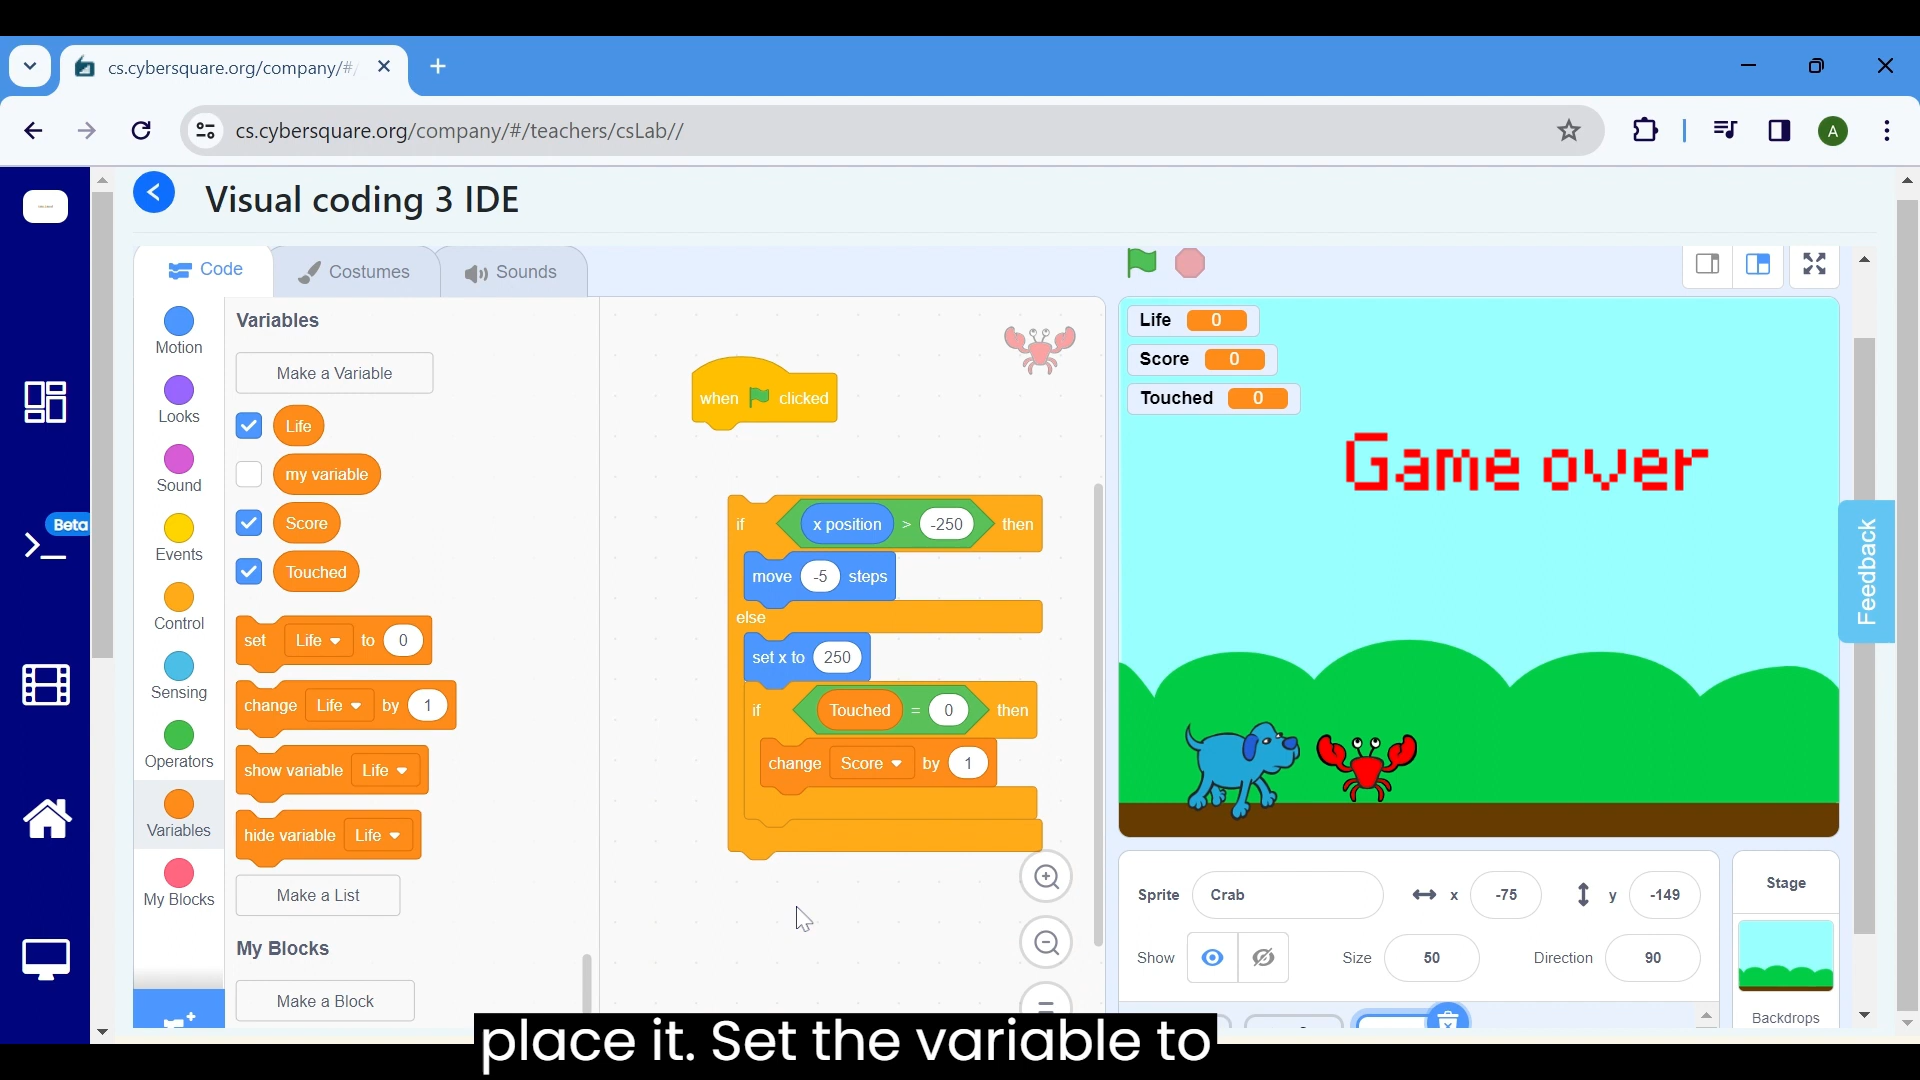 cs.cybersquare.org/company/#/
cs.cybersquare.org/company/#/teachers/csLab//
A
Visual coding 3 IDE
Code
Costumes
Sounds
Beta
Motion
Looks
Sound
Events
Control
Sensing
Operators
Variables
My Blocks
Variables
Make a Variable
Life
my variable
Score
Touched
set Life to 0
change Life by 1
show variable Life
hide variable Life
Make a List
My Blocks
Make a Block
when clicked
if x position > -250 then
move -5 steps
else
set x to 250
if Touched = 0 then
change Score by 1
Life 0
Score 0
Touched 0
Game over
Feedback
Sprite Crab x -75 y -149
Show Size 50 Direction 90
Stage
Backdrops
place it. Set the variable to